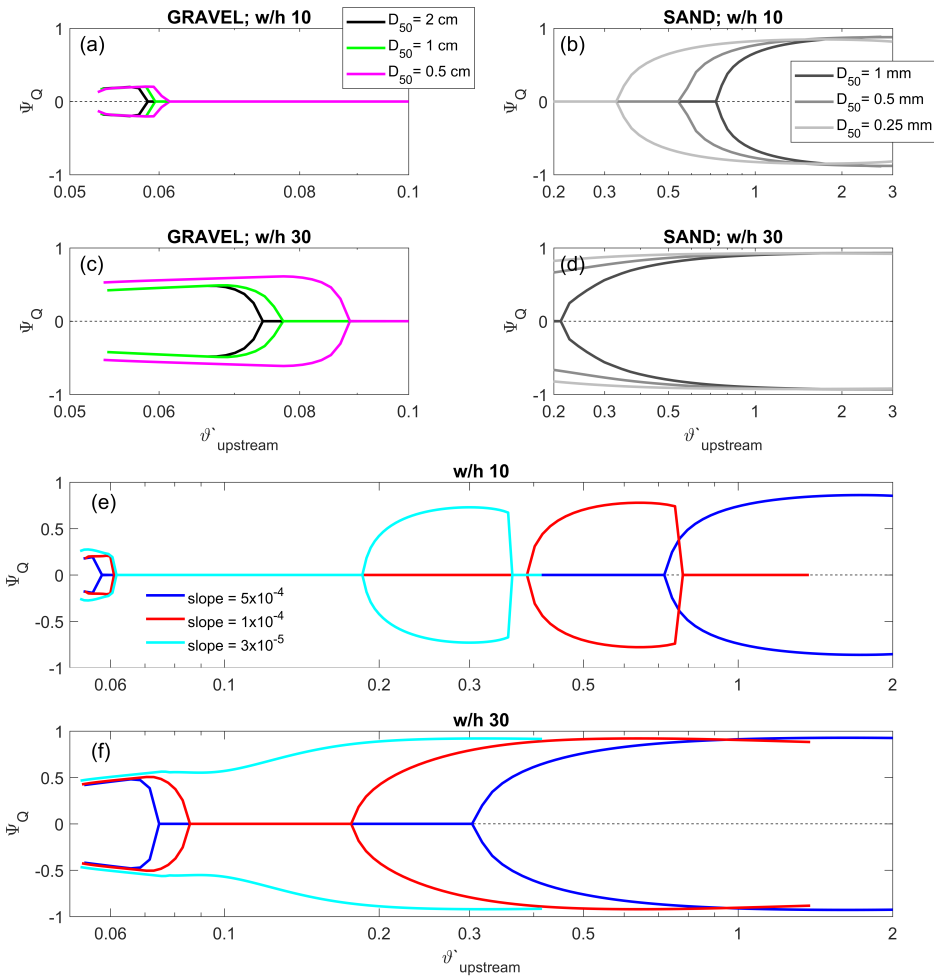 GRAVEL; w/h 10
(a)
D50= 2 cm
D50= 1 cm
D50= 0.5 cm
1
0
-1
ΨQ
0.05 0.06 0.08 0.1
SAND; w/h 10
(b)
D50= 1 mm
D50= 0.5 mm
D50= 0.25 mm
1
0
-1
ΨQ
0.2 0.3 0.5 1 2 3
GRAVEL; w/h 30
(c)
1
0
-1
ΨQ
0.05 0.06 0.08 0.1
ϑ`upstream
SAND; w/h 30
(d)
1
0
-1
ΨQ
0.2 0.3 0.5 1 2 3
ϑ`upstream
w/h 10
(e)
1
0.5
0
-0.5
-1
ΨQ
slope = 5x10-4
slope = 1x10-4
slope = 3x10-5
0.06 0.1 0.2 0.3 0.5 1 2
w/h 30
(f)
1
0.5
0
-0.5
-1
ΨQ
0.06 0.1 0.2 0.3 0.5 1 2
ϑ`upstream